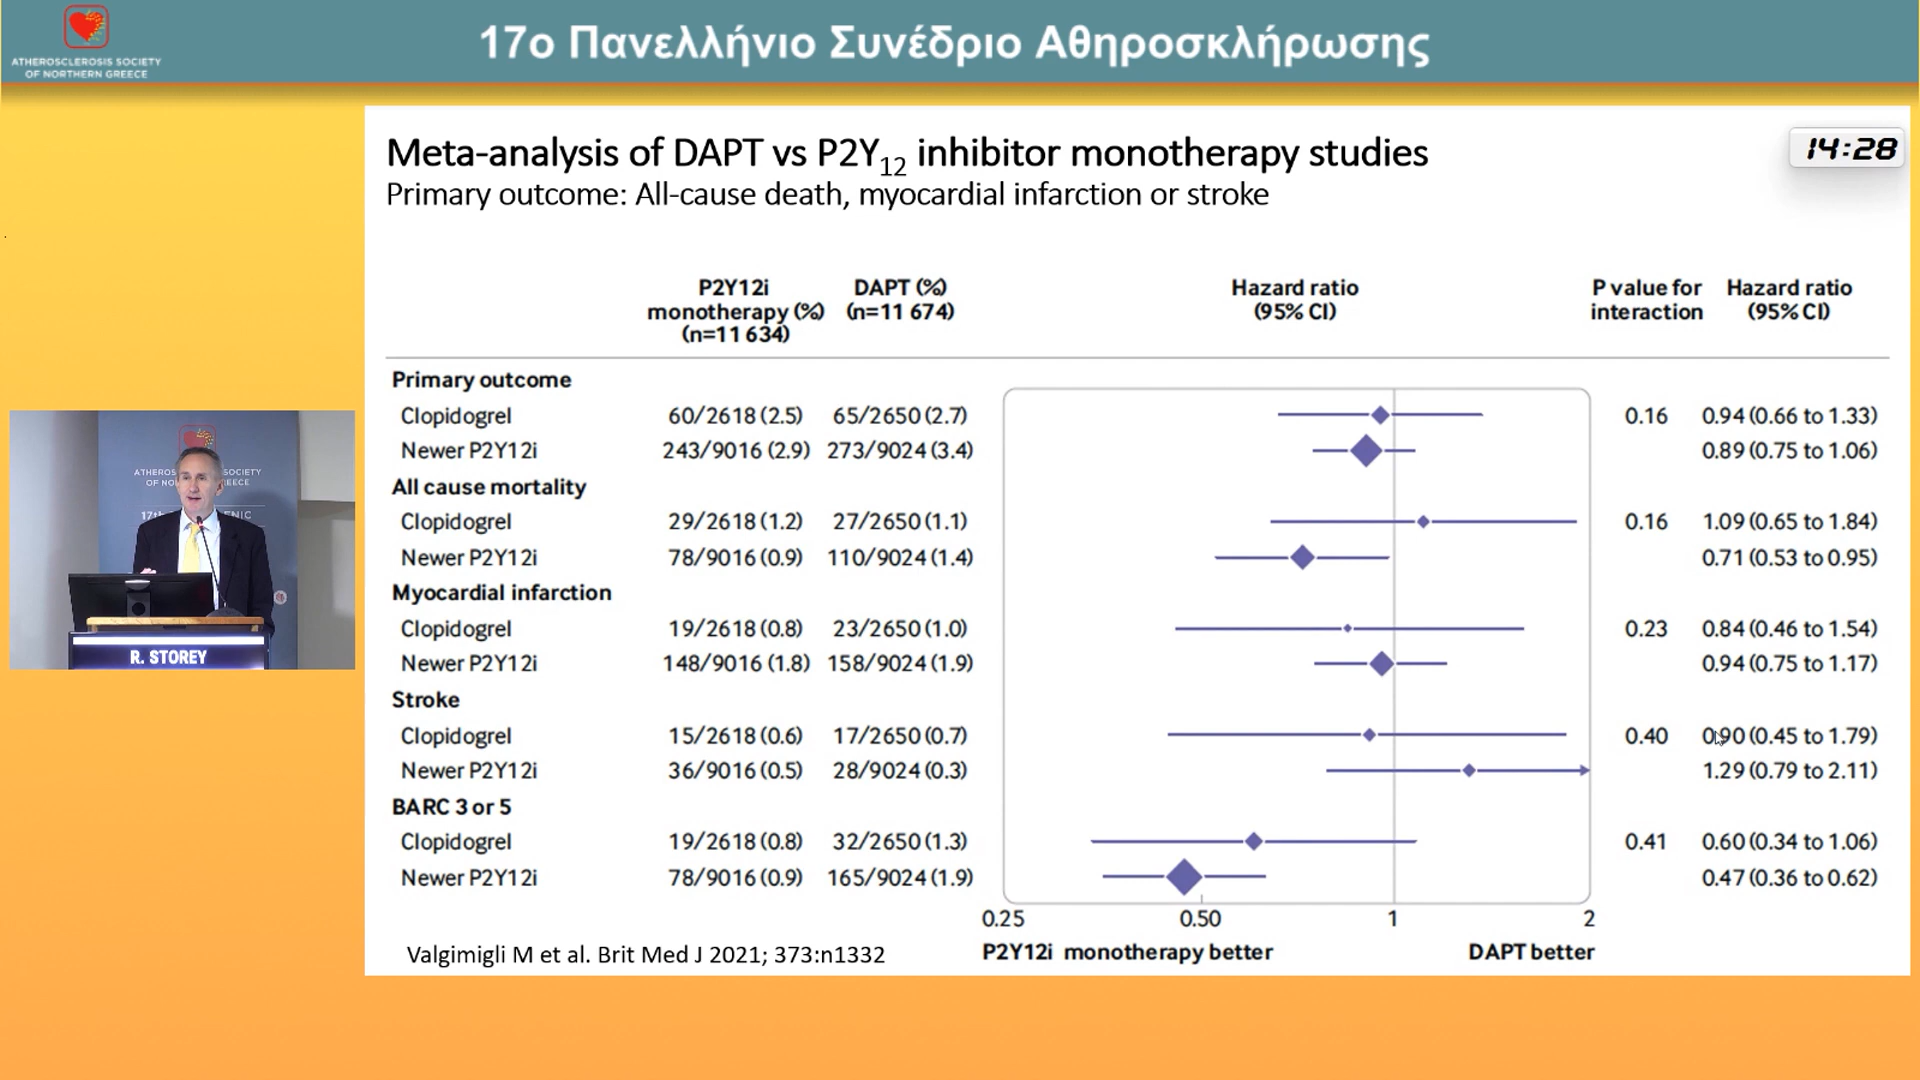 ATHEROSCLEROSIS SOCIETY
OF NORTHERN GREECE
17ο Πανελλήνιο Συνέδριο Αθηροσκλήρωσης
Meta-analysis of DAPT vs P2Y12 inhibitor monotherapy studies
14:28
Primary outcome: All-cause death, myocardial infarction or stroke
P2Y12i monotherapy (%) (n=11 634)
DAPT (%) (n=11 674)
Hazard ratio (95% CI)
P value for interaction
Hazard ratio (95% CI)
Primary outcome
Clopidogrel 60/2618 (2.5) 65/2650 (2.7) 0.16 0.94 (0.66 to 1.33)
Newer P2Y12i 243/9016 (2.9) 273/9024 (3.4) 0.89 (0.75 to 1.06)
All cause mortality
Clopidogrel 29/2618 (1.2) 27/2650 (1.1) 0.16 1.09 (0.65 to 1.84)
Newer P2Y12i 78/9016 (0.9) 110/9024 (1.4) 0.71 (0.53 to 0.95)
Myocardial infarction
Clopidogrel 19/2618 (0.8) 23/2650 (1.0) 0.23 0.84 (0.46 to 1.54)
Newer P2Y12i 148/9016 (1.8) 158/9024 (1.9) 0.94 (0.75 to 1.17)
Stroke
Clopidogrel 15/2618 (0.6) 17/2650 (0.7) 0.40 0.90 (0.45 to 1.79)
Newer P2Y12i 36/9016 (0.5) 28/9024 (0.3) 1.29 (0.79 to 2.11)
BARC 3 or 5
Clopidogrel 19/2618 (0.8) 32/2650 (1.3) 0.41 0.60 (0.34 to 1.06)
Newer P2Y12i 78/9016 (0.9) 165/9024 (1.9) 0.47 (0.36 to 0.62)
0.25 0.50 1 2
P2Y12i monotherapy better DAPT better
Valgimigli M et al. Brit Med J 2021; 373:n1332
R. STOREY